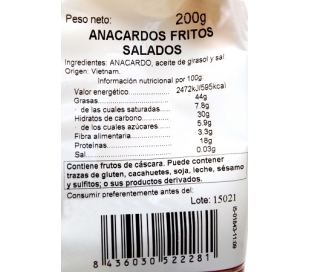 Peso neto: 200g
ANACARDOS FRITOS
SALADOS
Ingredientes: ANACARDO, aceite de girasol y sal.
Origen: Vietnam.
Información nutricional por 100g:
Valor energético 2472kJ/595kcal
Grasas 44g
- de las cuales saturadas 7.8g
Hidratos de carbono 30g
- de los cuales azúcares 5.9g
Fibra alimentaria 3.3g
Proteínas 18g
Sal 0.03g
Contiene frutos de cáscara. Puede contener
trazas de gluten, cacahuetes, soja, leche, sésamo
y sulfitos; o sus productos derivados.
Consumir preferentemente antes del:
Lote: 15021
8 436030 522281